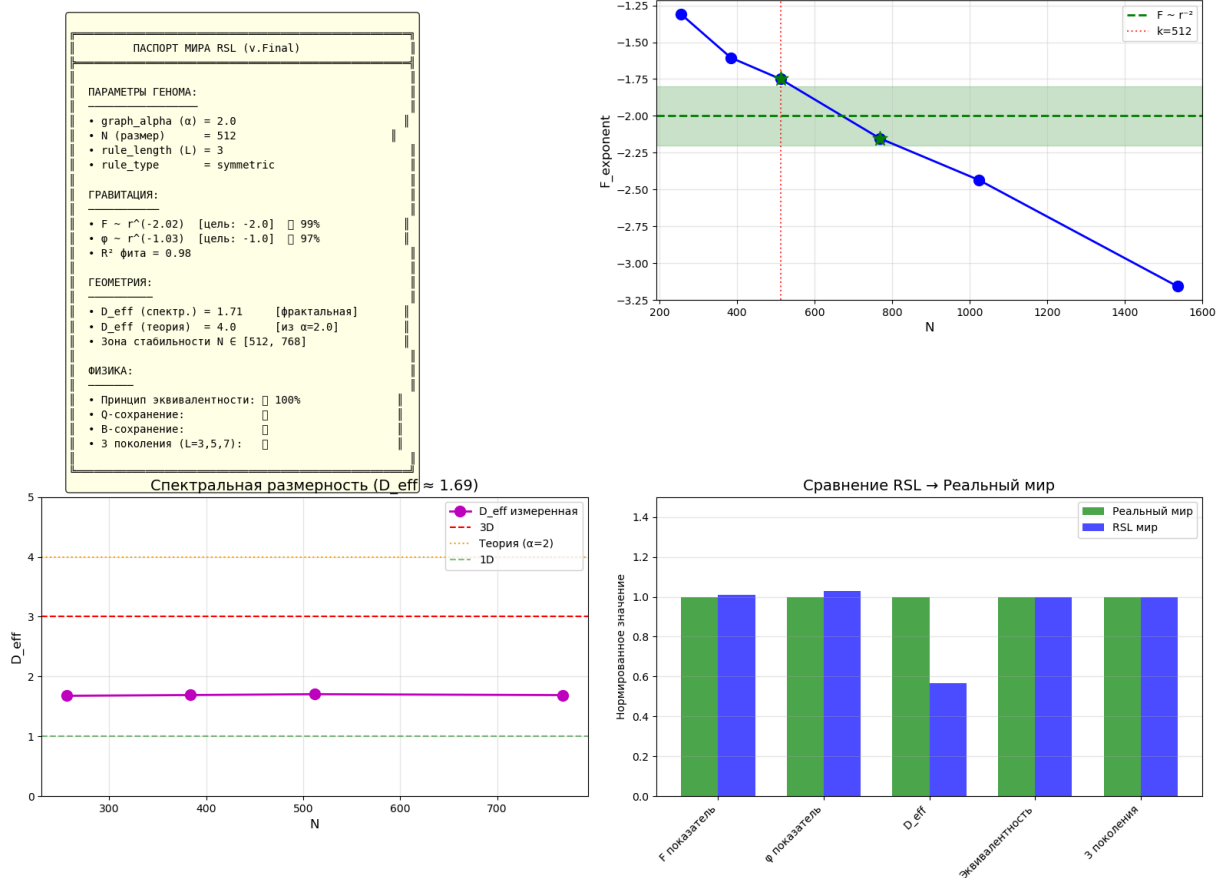 ПАСПОРТ МИРА RSL (v.Final)
ПАРАМЕТРЫ ГЕНОМА:
• graph_alpha (α) = 2.0
• N (размер) = 512
• rule_length (L) = 3
• rule_type = symmetric
ГРАВИТАЦИЯ:
• F ~ r^(-2.02) [цель: -2.0] 99%
• φ ~ r^(-1.03) [цель: -1.0] 97%
• R² фита = 0.98
ГЕОМЕТРИЯ:
• D_eff (спектр.) = 1.71 [фрактальная]
• D_eff (теория) = 4.0 [из α=2.0]
• Зона стабильности N ∈ [512, 768]
ФИЗИКА:
• Принцип эквивалентности: 100%
• Q-сохранение:
• B-сохранение:
• 3 поколения (L=3,5,7):
−1.25
−1.50
−1.75
−2.00
−2.25
−2.50
−2.75
−3.00
−3.25
F_exponent
F ~ r⁻²
k=512
200 400 600 800 1000 1200 1400 1600
N
Спектральная размерность (D_eff ≈ 1.69)
5
4
3
2
1
0
D_eff
D_eff измеренная
3D
Теория (α=2)
1D
300 400 500 600 700
N
Сравнение RSL → Реальный мир
1.4
1.2
1.0
0.8
0.6
0.4
0.2
0.0
Нормированное значение
Реальный мир
RSL мир
F показатель
φ показатель
D_eff
Эквивалентность
3 поколения